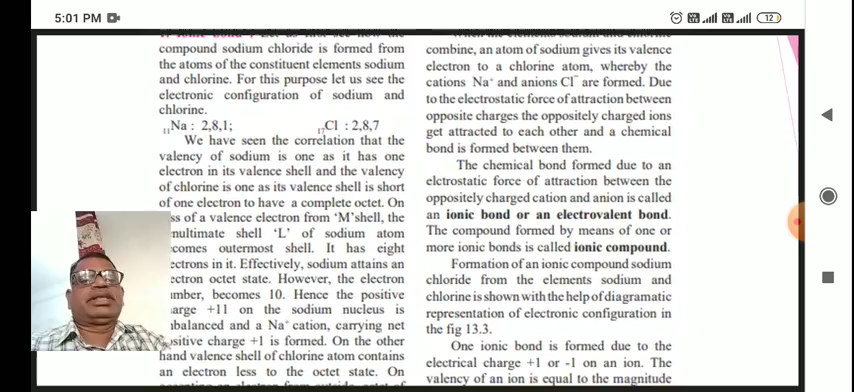 5:01 PM
12
compound sodium chloride is formed from
the atoms of the constituent elements sodium
and chlorine. For this purpose let us see the
electronic configuration of sodium and
chlorine.
₁₁Na : 2,8,1; ₁₇Cl : 2,8,7
We have seen the correlation that the
valency of sodium is one as it has one
electron in its valence shell and the valency
of chlorine is one as its valence shell is short
of one electron to have a complete octet. On
of a valence electron from ‘M’shell, the
shell ‘L’ of sodium atom
outermost shell. It has eight
in it. Effectively, sodium attains an
octet state. However, the electron
becomes 10. Hence the positive
+11 on the sodium nucleus is
and a Na⁺ cation, carrying net
charge +1 is formed. On the other
hand valence shell of chlorine atom contains
an electron less to the octet state. On
combine, an atom of sodium gives its valence
electron to a chlorine atom, whereby the
cations Na⁺ and anions Cl⁻ are formed. Due
to the electrostatic force of attraction between
opposite charges the oppositely charged ions
get attracted to each other and a chemical
bond is formed between them.
The chemical bond formed due to an
elctrostatic force of attraction between the
oppositely charged cation and anion is called
an ionic bond or an electrovalent bond.
The compound formed by means of one or
more ionic bonds is called ionic compound.
Formation of an ionic compound sodium
chloride from the elements sodium and
chlorine is shown with the help of diagramatic
representation of electronic configuration in
the fig 13.3.
One ionic bond is formed due to the
electrical charge +1 or -1 on an ion. The
valency of an ion is equal to the magnitude